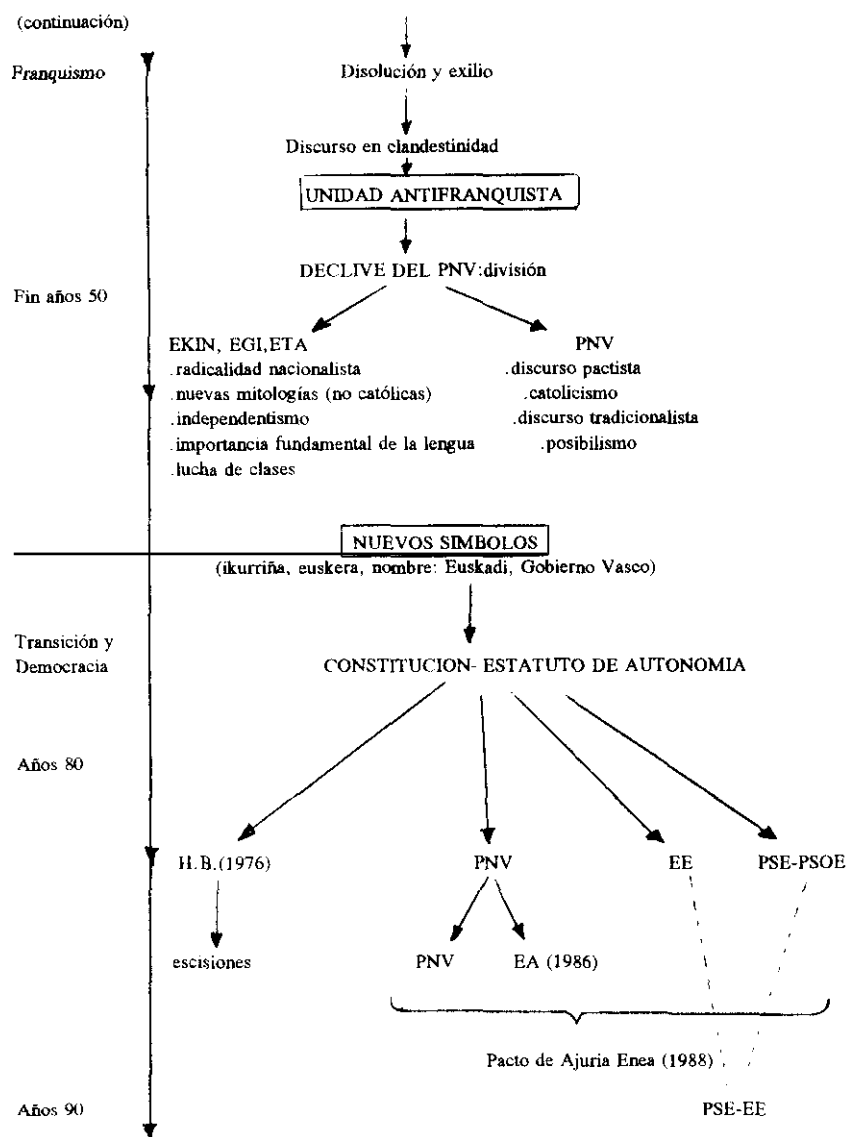 (continuación)
Franquismo
Disolución y exilio
Discurso en clandestinidad
UNIDAD ANTIFRANQUISTA
DECLIVE DEL PNV:división
Fin años 50
EKIN, EGI,ETA
.radicalidad nacionalista
.nuevas mitologías (no católicas)
.independentismo
.importancia fundamental de la lengua
.lucha de clases
PNV
.discurso pactista
.catolicismo
.discurso tradicionalista
.posibilismo
NUEVOS SIMBOLOS
(ikurriña, euskera, nombre: Euskadi, Gobierno Vasco)
Transición y
Democracia
CONSTITUCION- ESTATUTO DE AUTONOMIA
Años 80
H.B.(1976)
PNV
EE
PSE-PSOE
escisiones
PNV
EA (1986)
Pacto de Ajuria Enea (1988)
Años 90
PSE-EE